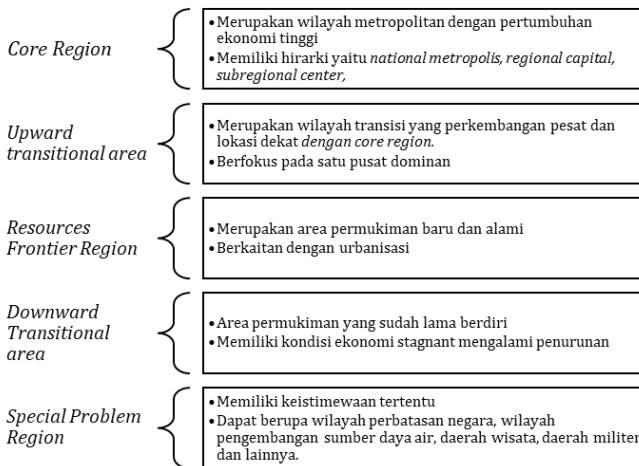 Core Region
• Merupakan wilayah metropolitan dengan pertumbuhan
ekonomi tinggi
• Memiliki hirarki yaitu national metropolis, regional capital,
subregional center,
Upward
transitional area
• Merupakan wilayah transisi yang perkembangan pesat dan
lokasi dekat dengan core region.
• Berfokus pada satu pusat dominan
Resources
Frontier Region
• Merupakan area permukiman baru dan alami
• Berkaitan dengan urbanisasi
Downward
Transitional
area
• Area permukiman yang sudah lama berdiri
• Memiliki kondisi ekonomi stagnant mengalami penurunan
Special Problem
Region
• Memiliki keistimewaan tertentu
• Dapat berupa wilayah perbatasan negara, wilayah
pengembangan sumber daya air, daerah wisata, daerah militer
dan lainnya.